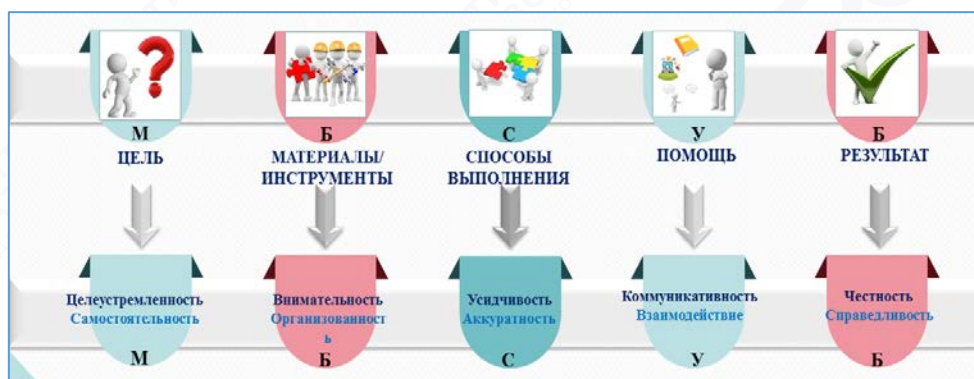 М
Б
С
У
Б
ЦЕЛЬ
МАТЕРИАЛЫ/
ИНСТРУМЕНТЫ
СПОСОБЫ
ВЫПОЛНЕНИЯ
ПОМОЩЬ
РЕЗУЛЬТАТ
Целеустремленность
Самостоятельность
М
Внимательность
Организованност
ь
Б
Усидчивость
Аккуратность
С
Коммуникативность
Взаимодействие
У
Честность
Справедливость
Б